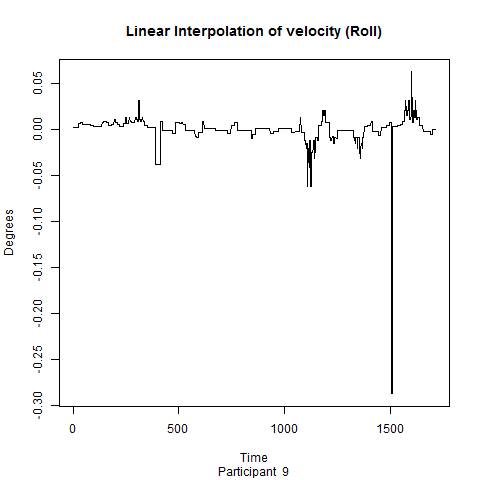 Linear Interpolation of velocity (Roll)
0.05
0.00
-0.05
-0.10
-0.15
-0.20
-0.25
-0.30
Degrees
0 500 1000 1500
Time
Participant 9